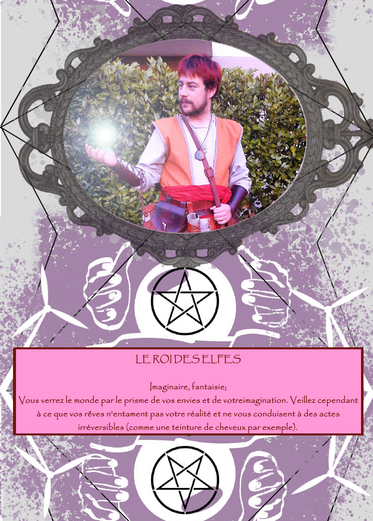 LE ROI DES ELFES
Imaginaire, fantaisie;
Vous verrez le monde par le prisme de vos envies et de votreimagination. Veillez cependant
à ce que vos rêves n'entament pas votre réalité et ne vous conduisent à des actes
irréversibles (comme une teinture de cheveux par exemple).